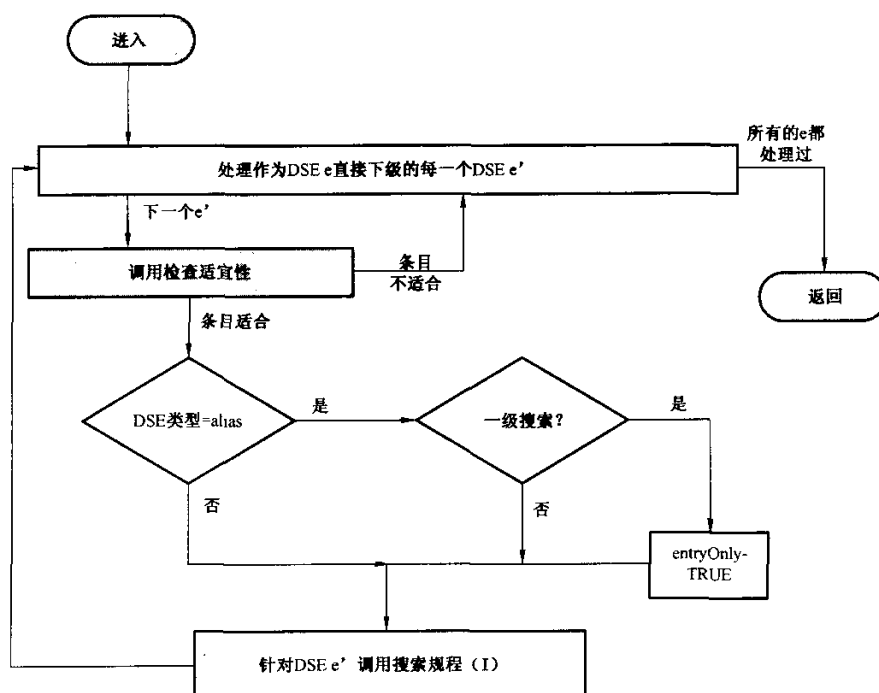 进入
所有的e都
处理过
处理作为DSE e直接下级的每一个DSE e’
下一个e’
调用检查适宜性
条目
不适合
返回
条目适合
DSE类型=alias
是
一级搜索？
是
否
否
entryOnly-
TRUE
针对DSE e’ 调用搜索规程（I）